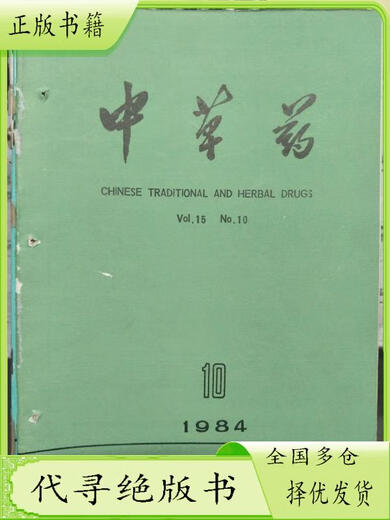 正版书籍
中草药
CHINESE TRADITIONAL AND HERBAL DRUGS
Vol.15 No.10
10
1984
代寻绝版书
全国多仓
择优发货